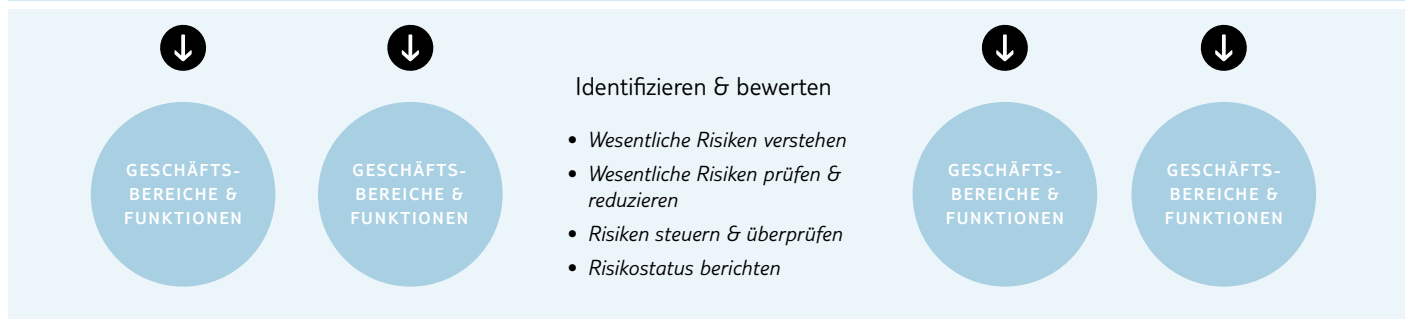 Identifizieren & bewerten
GESCHÄFTS-
BEREICHE &
FUNKTIONEN
GESCHÄFTS-
BEREICHE &
FUNKTIONEN
• Wesentliche Risiken verstehen
• Wesentliche Risiken prüfen &
reduzieren
• Risiken steuern & überprüfen
• Risikostatus berichten
GESCHÄFTS-
BEREICHE &
FUNKTIONEN
GESCHÄFTS-
BEREICHE &
FUNKTIONEN